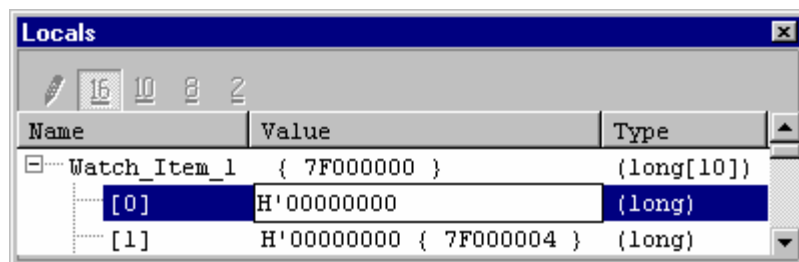 Locals
16 10 8 2
Name Value Type
Watch_Item_1 { 7F000000 } (long[10])
[0] H'00000000 (long)
[1] H'00000000 { 7F000004 } (long)